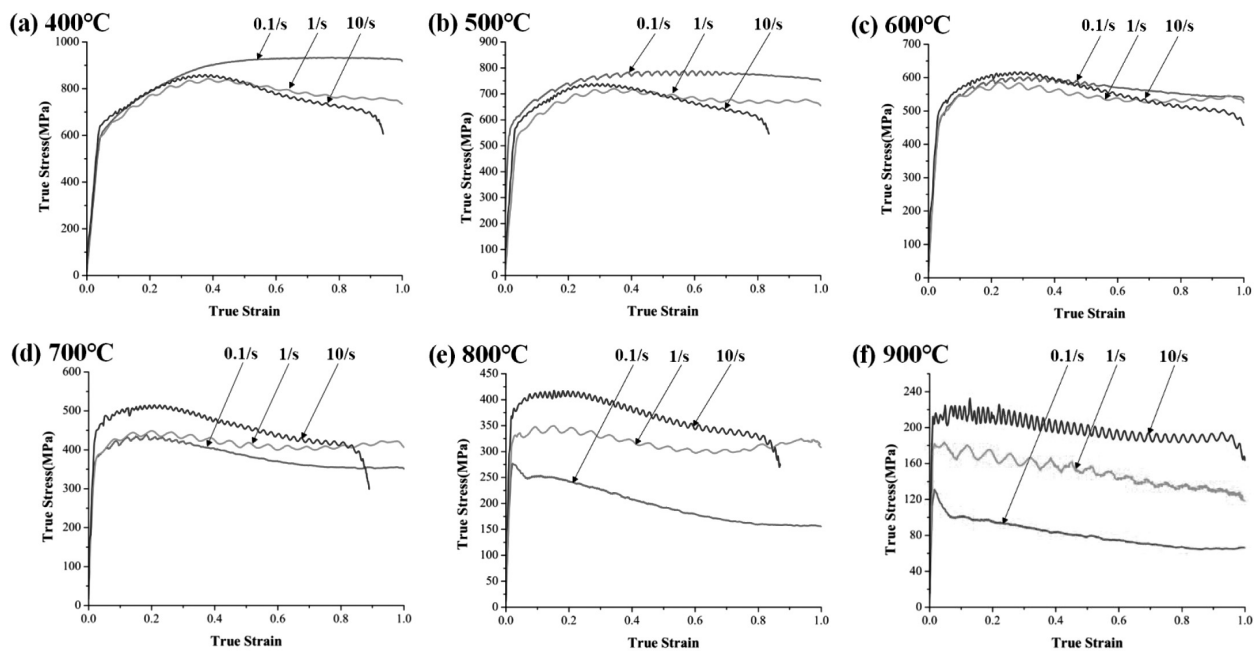 (a) 400°C
0.1/s 1/s 10/s
1000
800
600
400
200
0
True Stress(MPa)
0.0 0.2 0.4 0.6 0.8 1.0
True Strain
(b) 500°C
0.1/s 1/s 10/s
900
800
700
600
500
400
300
200
100
0
True Stress(MPa)
0.0 0.2 0.4 0.6 0.8 1.0
True Strain
(c) 600°C
0.1/s 1/s 10/s
700
600
500
400
300
200
100
0
True Stress(MPa)
0.0 0.2 0.4 0.6 0.8 1.0
True Strain
(d) 700°C
0.1/s 1/s 10/s
600
500
400
300
200
100
0
True Stress(MPa)
0.0 0.2 0.4 0.6 0.8 1.0
True Strain
(e) 800°C
0.1/s 1/s 10/s
450
400
350
300
250
200
150
100
50
0
True Stress(MPa)
0.0 0.2 0.4 0.6 0.8 1.0
True Strain
(f) 900°C
0.1/s 1/s 10/s
240
200
160
120
80
40
0
True Stress(MPa)
0.0 0.2 0.4 0.6 0.8 1.0
True Strain